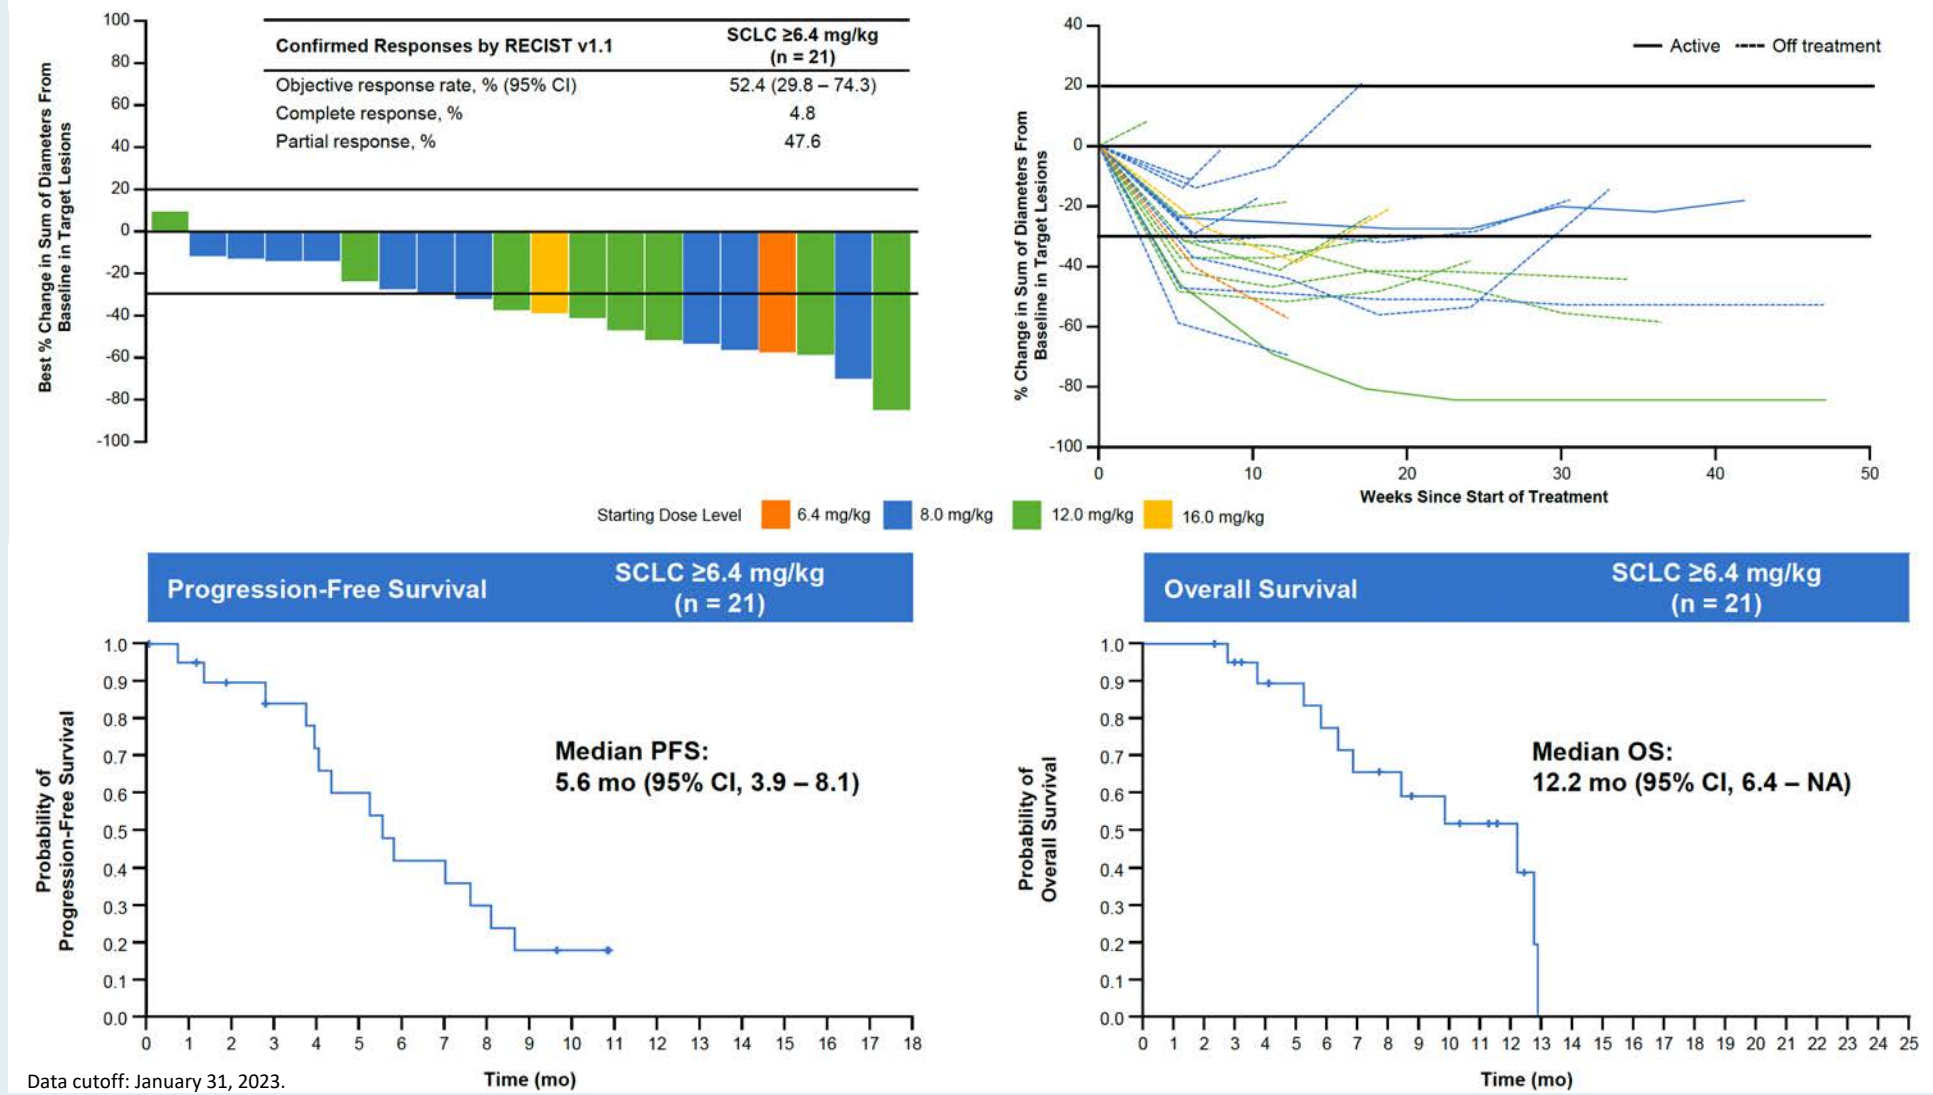 Best % Change in Sum of Diameters From
Baseline in Target Lesions
100
80
60
40
20
0
-20
-40
-60
-80
-100
Confirmed Responses by RECIST v1.1
SCLC ≥6.4 mg/kg
(n = 21)
Objective response rate, % (95% CI) 52.4 (29.8 – 74.3)
Complete response, % 4.8
Partial response, % 47.6
% Change in Sum of Diameters From
Baseline in Target Lesions
40
20
0
-20
-40
-60
-80
-100
Active Off treatment
0 10 20 30 40 50
Weeks Since Start of Treatment
Starting Dose Level 6.4 mg/kg 8.0 mg/kg 12.0 mg/kg 16.0 mg/kg
Progression-Free Survival
SCLC ≥6.4 mg/kg
(n = 21)
Probability of
Progression-Free Survival
1.0
0.9
0.8
0.7
0.6
0.5
0.4
0.3
0.2
0.1
0.0
Median PFS:
5.6 mo (95% CI, 3.9 – 8.1)
0 1 2 3 4 5 6 7 8 9 10 11 12 13 14 15 16 17 18
Time (mo)
Overall Survival
SCLC ≥6.4 mg/kg
(n = 21)
Probability of
Overall Survival
1.0
0.9
0.8
0.7
0.6
0.5
0.4
0.3
0.2
0.1
0.0
Median OS:
12.2 mo (95% CI, 6.4 – NA)
0 1 2 3 4 5 6 7 8 9 10 11 12 13 14 15 16 17 18 19 20 21 22 23 24 25
Time (mo)
Data cutoff: January 31, 2023.